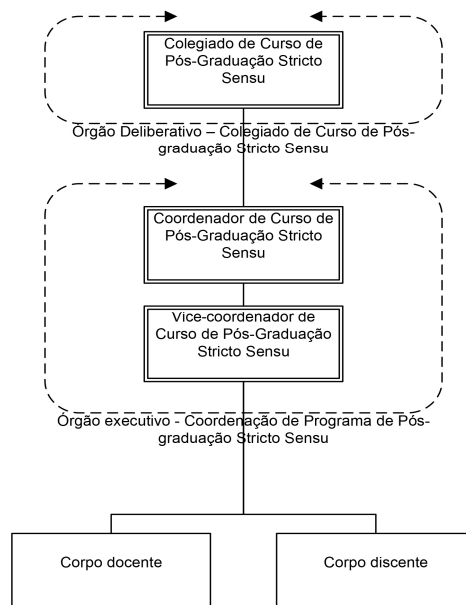 Colegiado de Curso de
Pós-Graduação Stricto
Sensu
Órgão Deliberativo – Colegiado de Curso de Pós-
graduação Stricto Sensu
Coordenador de Curso de
Pós-Graduação Stricto
Sensu
Vice-coordenador de
Curso de Pós-Graduação
Stricto Sensu
Órgão executivo - Coordenação de Programa de Pós-
graduação Stricto Sensu
Corpo docente
Corpo discente